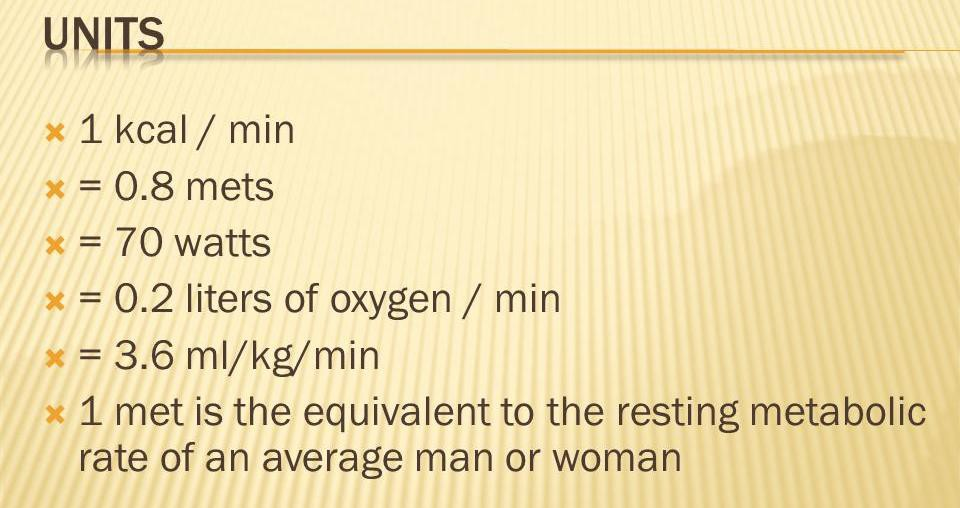 UNITS
1 kcal / min
= 0.8 mets
= 70 watts
= 0.2 liters of oxygen / min
= 3.6 ml/kg/min
1 met is the equivalent to the resting metabolic
rate of an average man or woman